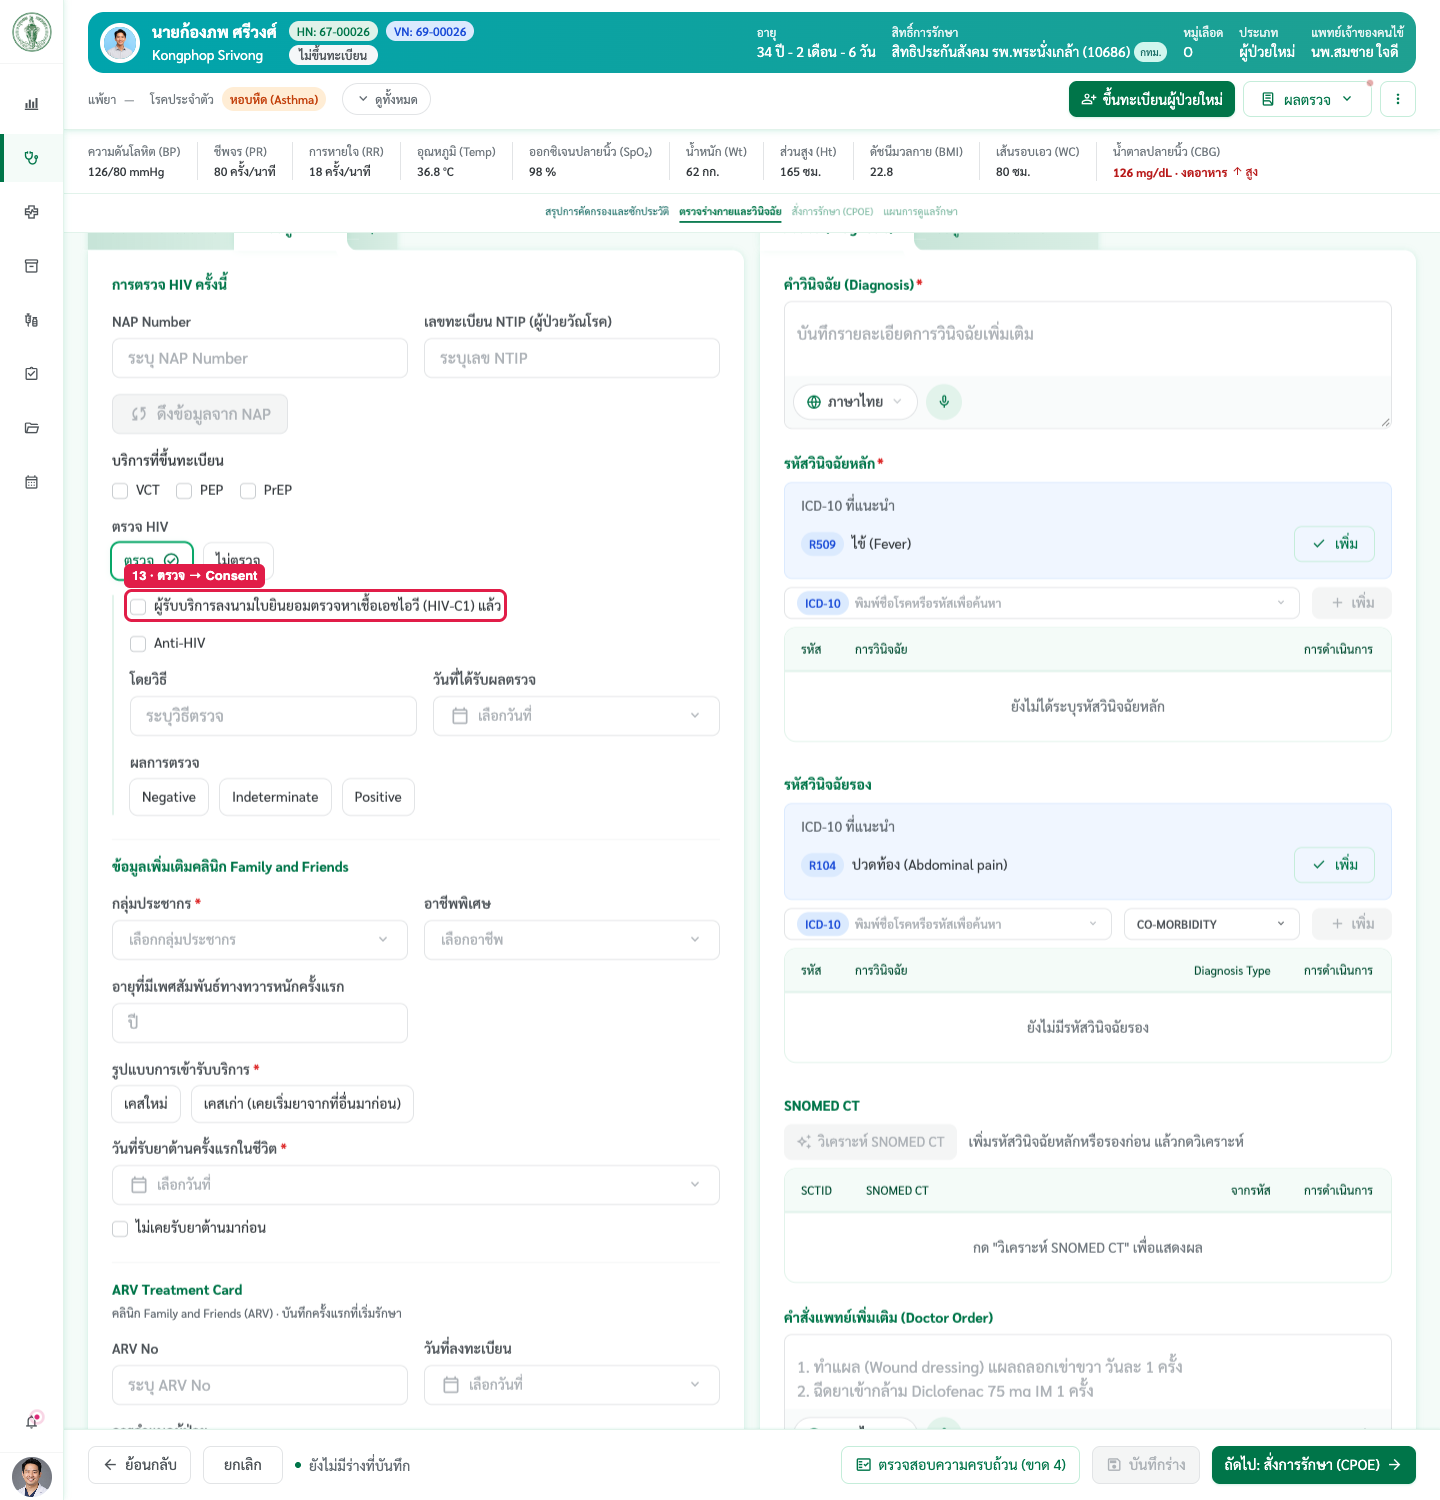 นายก้องภพ ศรีวงศ์
HN: 67-00026
VN: 69-00026
Kongphop Srivong
ไม่ขึ้นทะเบียน
อายุ
34 ปี - 2 เดือน - 6 วัน
สิทธิ์การรักษา
สิทธิประกันสังคม รพ.พระนั่งเกล้า (10686) กทม.
หมู่เลือด
O
ประเภท
ผู้ป่วยใหม่
แพทย์เจ้าของคนไข้
นพ.สมชาย ใจดี
แพ้ยา —
โรคประจำตัว หอบหืด (Asthma)
ดูทั้งหมด
ขึ้นทะเบียนผู้ป่วยใหม่
ผลตรวจ
ความดันโลหิต (BP)
126/80 mmHg
ชีพจร (PR)
80 ครั้ง/นาที
การหายใจ (RR)
18 ครั้ง/นาที
อุณหภูมิ (Temp)
36.8 °C
ออกซิเจนปลายนิ้ว (SpO₂)
98 %
น้ำหนัก (Wt)
62 กก.
ส่วนสูง (Ht)
165 ซม.
ดัชนีมวลกาย (BMI)
22.8
เส้นรอบเอว (WC)
80 ซม.
น้ำตาลปลายนิ้ว (CBG)
126 mg/dL · งดอาหาร ↑ สูง
สรุปการคัดกรองและซักประวัติ
ตรวจร่างกายและวินิจฉัย
สั่งการรักษา (CPOE)
แผนการดูแลรักษา
การตรวจ HIV ครั้งนี้
NAP Number
ระบุ NAP Number
เลขทะเบียน NTIP (ผู้ป่วยวัณโรค)
ระบุเลข NTIP
ดึงข้อมูลจาก NAP
บริการที่ขึ้นทะเบียน
VCT
PEP
PrEP
ตรวจ HIV
ตรวจ
ไม่ตรวจ
13 · ตรวจ → Consent
ผู้รับบริการลงนามใบยินยอมตรวจหาเชื้อเอชไอวี (HIV-C1) แล้ว
Anti-HIV
โดยวิธี
ระบุวิธีตรวจ
วันที่ได้รับผลตรวจ
เลือกวันที่
ผลการตรวจ
Negative
Indeterminate
Positive
ข้อมูลเพิ่มเติมคลินิก Family and Friends
กลุ่มประชากร *
เลือกกลุ่มประชากร
อาชีพพิเศษ
เลือกอาชีพ
อายุที่มีเพศสัมพันธ์ทางทวารหนักครั้งแรก
ปี
รูปแบบการเข้ารับบริการ *
เคสใหม่
เคสเก่า (เคยเริ่มยาจากที่อื่นมาก่อน)
วันที่รับยาต้านครั้งแรกในชีวิต *
เลือกวันที่
ไม่เคยรับยาต้านมาก่อน
ARV Treatment Card
คลินิก Family and Friends (ARV) · บันทึกครั้งแรกที่เริ่มรักษา
ARV No
ระบุ ARV No
วันที่ลงทะเบียน
เลือกวันที่
คำวินิจฉัย (Diagnosis) *
บันทึกรายละเอียดการวินิจฉัยเพิ่มเติม
ภาษาไทย
รหัสวินิจฉัยหลัก *
ICD-10 ที่แนะนำ
R509 ไข้ (Fever)
เพิ่ม
ICD-10 พิมพ์ชื่อโรคหรือรหัสเพื่อค้นหา
+ เพิ่ม
รหัส
การวินิจฉัย
การดำเนินการ
ยังไม่ได้ระบุรหัสวินิจฉัยหลัก
รหัสวินิจฉัยรอง
ICD-10 ที่แนะนำ
R104 ปวดท้อง (Abdominal pain)
เพิ่ม
ICD-10 พิมพ์ชื่อโรคหรือรหัสเพื่อค้นหา
CO-MORBIDITY
+ เพิ่ม
รหัส
การวินิจฉัย
Diagnosis Type
การดำเนินการ
ยังไม่มีรหัสวินิจฉัยรอง
SNOMED CT
วิเคราะห์ SNOMED CT
เพิ่มรหัสวินิจฉัยหลักหรือรองก่อน แล้วกดวิเคราะห์
SCTID
SNOMED CT
จากรหัส
การดำเนินการ
กด "วิเคราะห์ SNOMED CT" เพื่อแสดงผล
คำสั่งแพทย์เพิ่มเติม (Doctor Order)
1. ทำแผล (Wound dressing) แผลถลอกเข่าขวา วันละ 1 ครั้ง
2. ฉีดยาเข้ากล้าม Diclofenac 75 mg IM 1 ครั้ง
ย้อนกลับ
ยกเลิก
ยังไม่มีร่างที่บันทึก
ตรวจสอบความครบถ้วน (ขาด 4)
บันทึกร่าง
ถัดไป: สั่งการรักษา (CPOE)